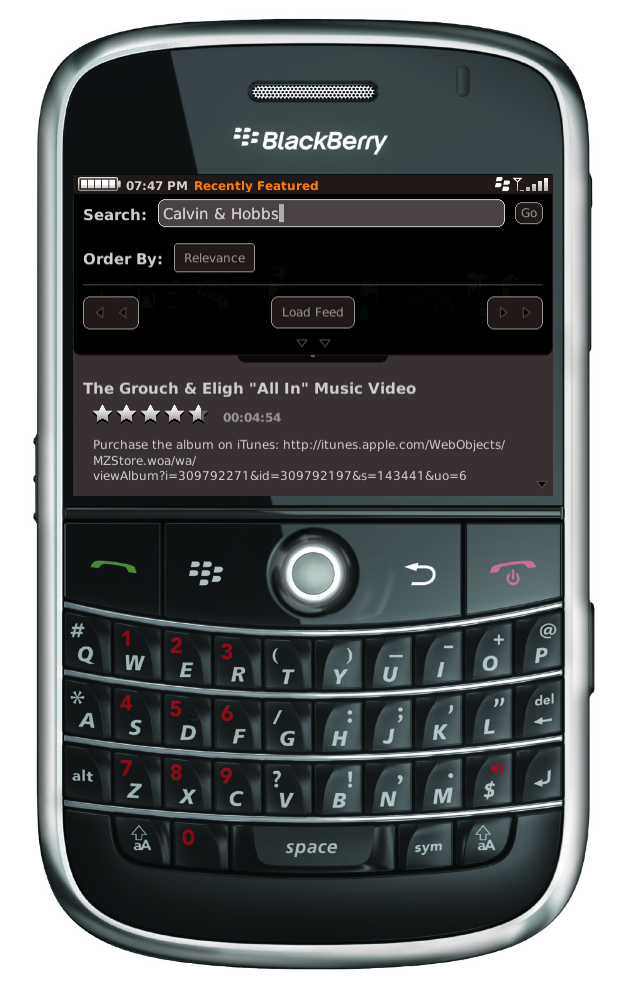 BlackBerry
07:47 PM Recently Featured
Search: Calvin & Hobbs Go
Order By: Relevance
Load Feed
The Grouch & Eligh "All In" Music Video
00:04:54
Purchase the album on iTunes: http://itunes.apple.com/WebObjects/
MZStore.woa/wa/
viewAlbum?i=309792271&id=309792197&s=143441&uo=6
# 1 2 3 ( ) _ - + @
Q W E R T Y U I O P
* 4 5 6 / : ; ' " del
A S D F G H J K L
alt 7 8 9 ? ! , . $
Z X C V B N M
aA 0 space sym aA